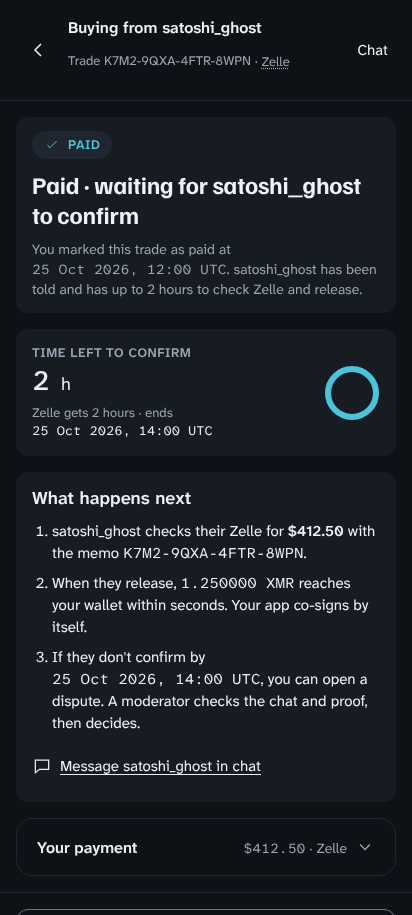 Buying from satoshi_ghost
Trade K7M2-9QXA-4FTR-8WPN · Zelle
Chat
PAID
Paid · waiting for satoshi_ghost
to confirm
You marked this trade as paid at
25 Oct 2026, 12:00 UTC. satoshi_ghost has been
told and has up to 2 hours to check Zelle and release.
TIME LEFT TO CONFIRM
2 h
Zelle gets 2 hours · ends
25 Oct 2026, 14:00 UTC
What happens next
1. satoshi_ghost checks their Zelle for $412.50 with
the memo K7M2-9QXA-4FTR-8WPN.
2. When they release, 1.250000 XMR reaches
your wallet within seconds. Your app co-signs by
itself.
3. If they don't confirm by
25 Oct 2026, 14:00 UTC, you can open a
dispute. A moderator checks the chat and proof,
then decides.
Message satoshi_ghost in chat
Your payment
$412.50 · Zelle